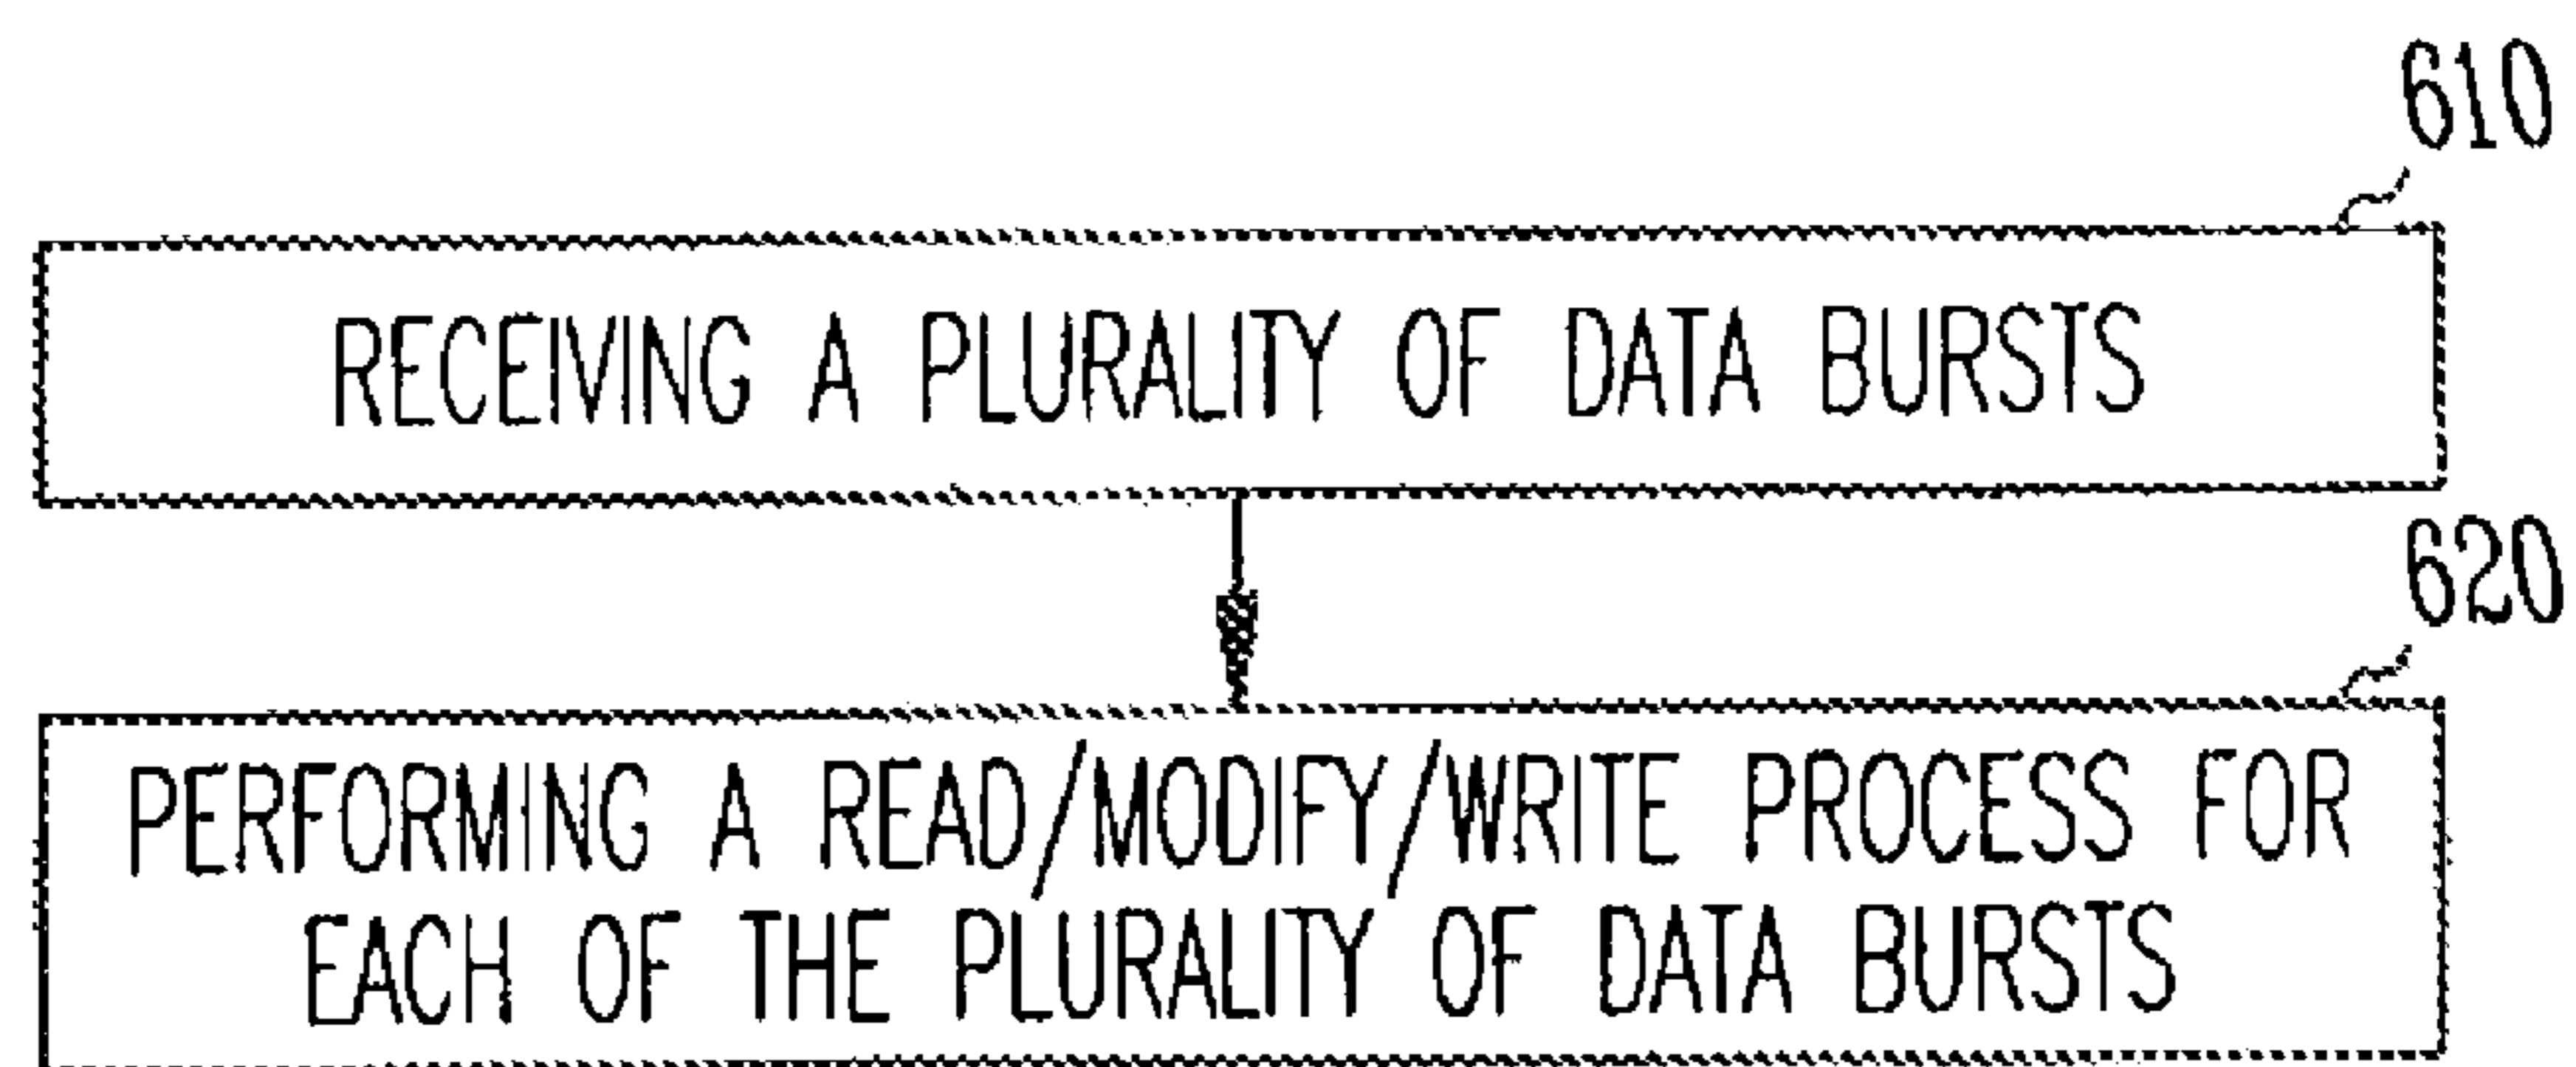 610
RECEIVING A PLURALITY OF DATA BURSTS
620
PERFORMING A READ/MODIFY/WRITE PROCESS FOR
EACH OF THE PLURALITY OF DATA BURSTS